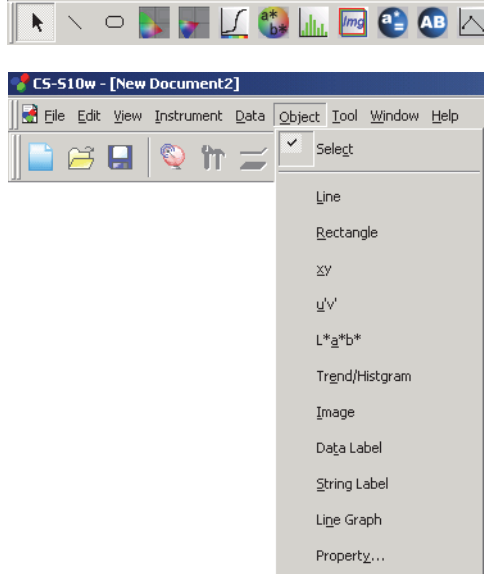 a* b*
Img
a=
AB
CS-S10w - [New Document2]
File Edit View Instrument Data Object Tool Window Help
Select
Line
Rectangle
xy
u'v'
L*a*b*
Trend/Histgram
Image
Data Label
String Label
Line Graph
Property...